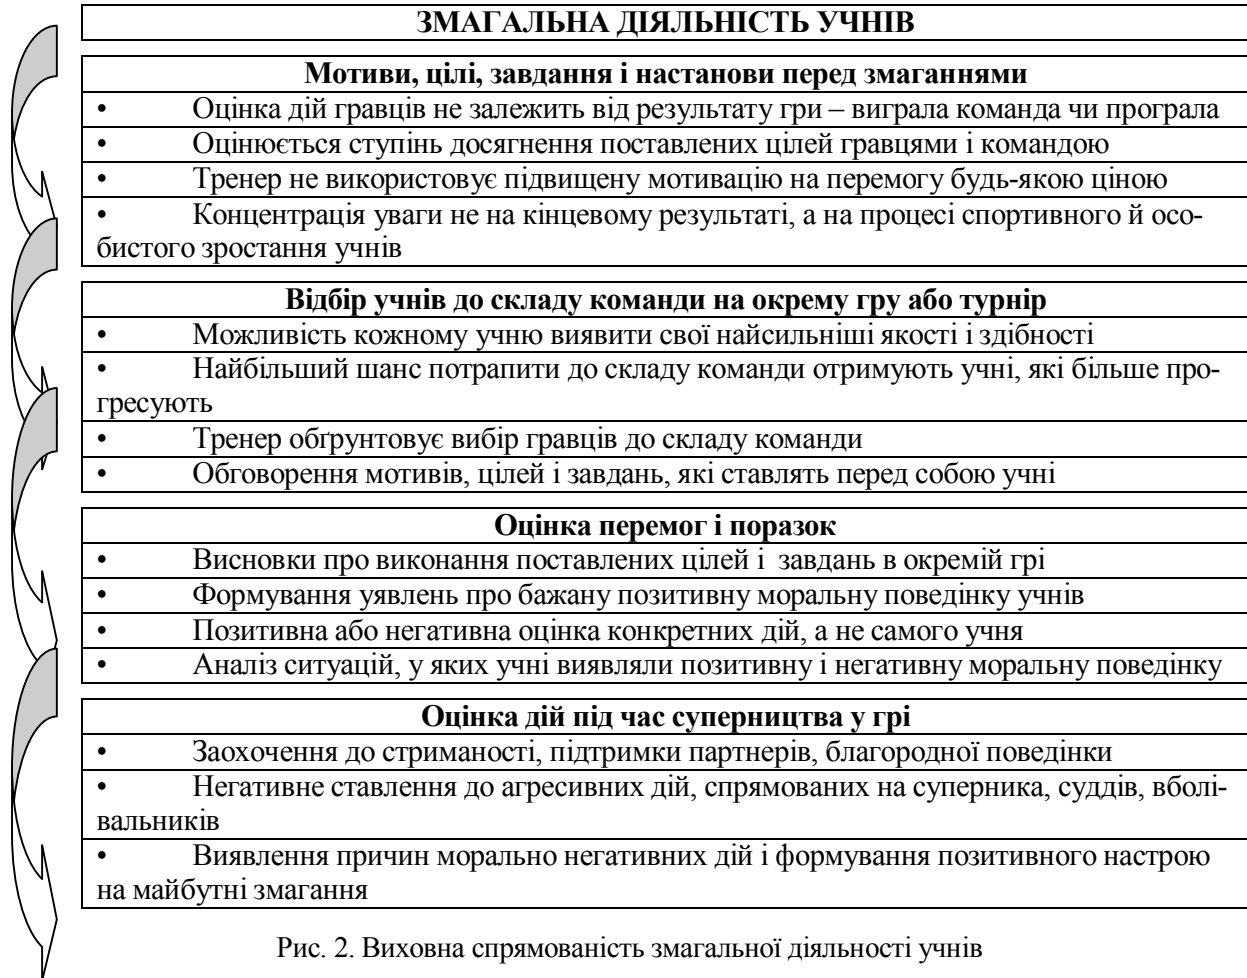 ЗМАГАЛЬНА ДІЯЛЬНІСТЬ УЧНІВ
Мотиви, цілі, завдання і настанови перед змаганнями
• Оцінка дій гравців не залежить від результату гри – виграла команда чи програла
• Оцінюється ступінь досягнення поставлених цілей гравцями і командою
• Тренер не використовує підвищену мотивацію на перемогу будь-якою ціною
• Концентрація уваги не на кінцевому результаті, а на процесі спортивного й осо-
бистого зростання учнів
Відбір учнів до складу команди на окрему гру або турнір
• Можливість кожному учню виявити свої найсильніші якості і здібності
• Найбільший шанс потрапити до складу команди отримують учні, які більше про-
гресують
• Тренер обґрунтовує вибір гравців до складу команди
• Обговорення мотивів, цілей і завдань, які ставлять перед собою учні
Оцінка перемог і поразок
• Висновки про виконання поставлених цілей і завдань в окремій грі
• Формування уявлень про бажану позитивну моральну поведінку учнів
• Позитивна або негативна оцінка конкретних дій, а не самого учня
• Аналіз ситуацій, у яких учні виявляли позитивну і негативну моральну поведінку
Оцінка дій під час суперництва у грі
• Заохочення до стриманості, підтримки партнерів, благородної поведінки
• Негативне ставлення до агресивних дій, спрямованих на суперника, суддів, вболі-
вальників
• Виявлення причин морально негативних дій і формування позитивного настрою
на майбутні змагання
Рис. 2. Виховна спрямованість змагальної діяльності учнів